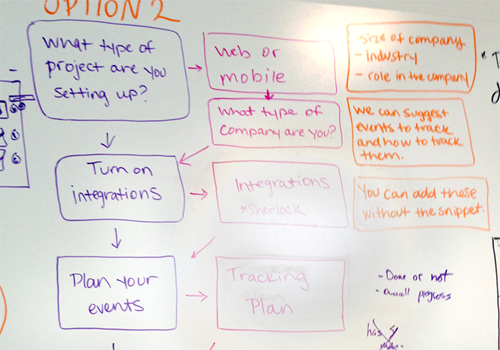 OPTION 2
What type of
project are you
setting up?
web or
mobile
size of company
- industry
- role in the company
What type of
Company are you?
We can suggest
events to track
and how to track
them.
Turn on
integrations
Integrations
*Sherlock
You can add these
without the snippet
Plan your
events
Tracking
Plan
- Done or not
- Overall progress